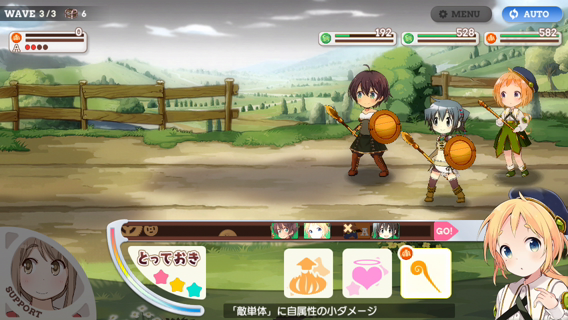 WAVE 3/3 6
MENU
AUTO
0
A
192
528
582
GO!
とっておき
SUPPORT
「敵単体」に自属性の小ダメージ